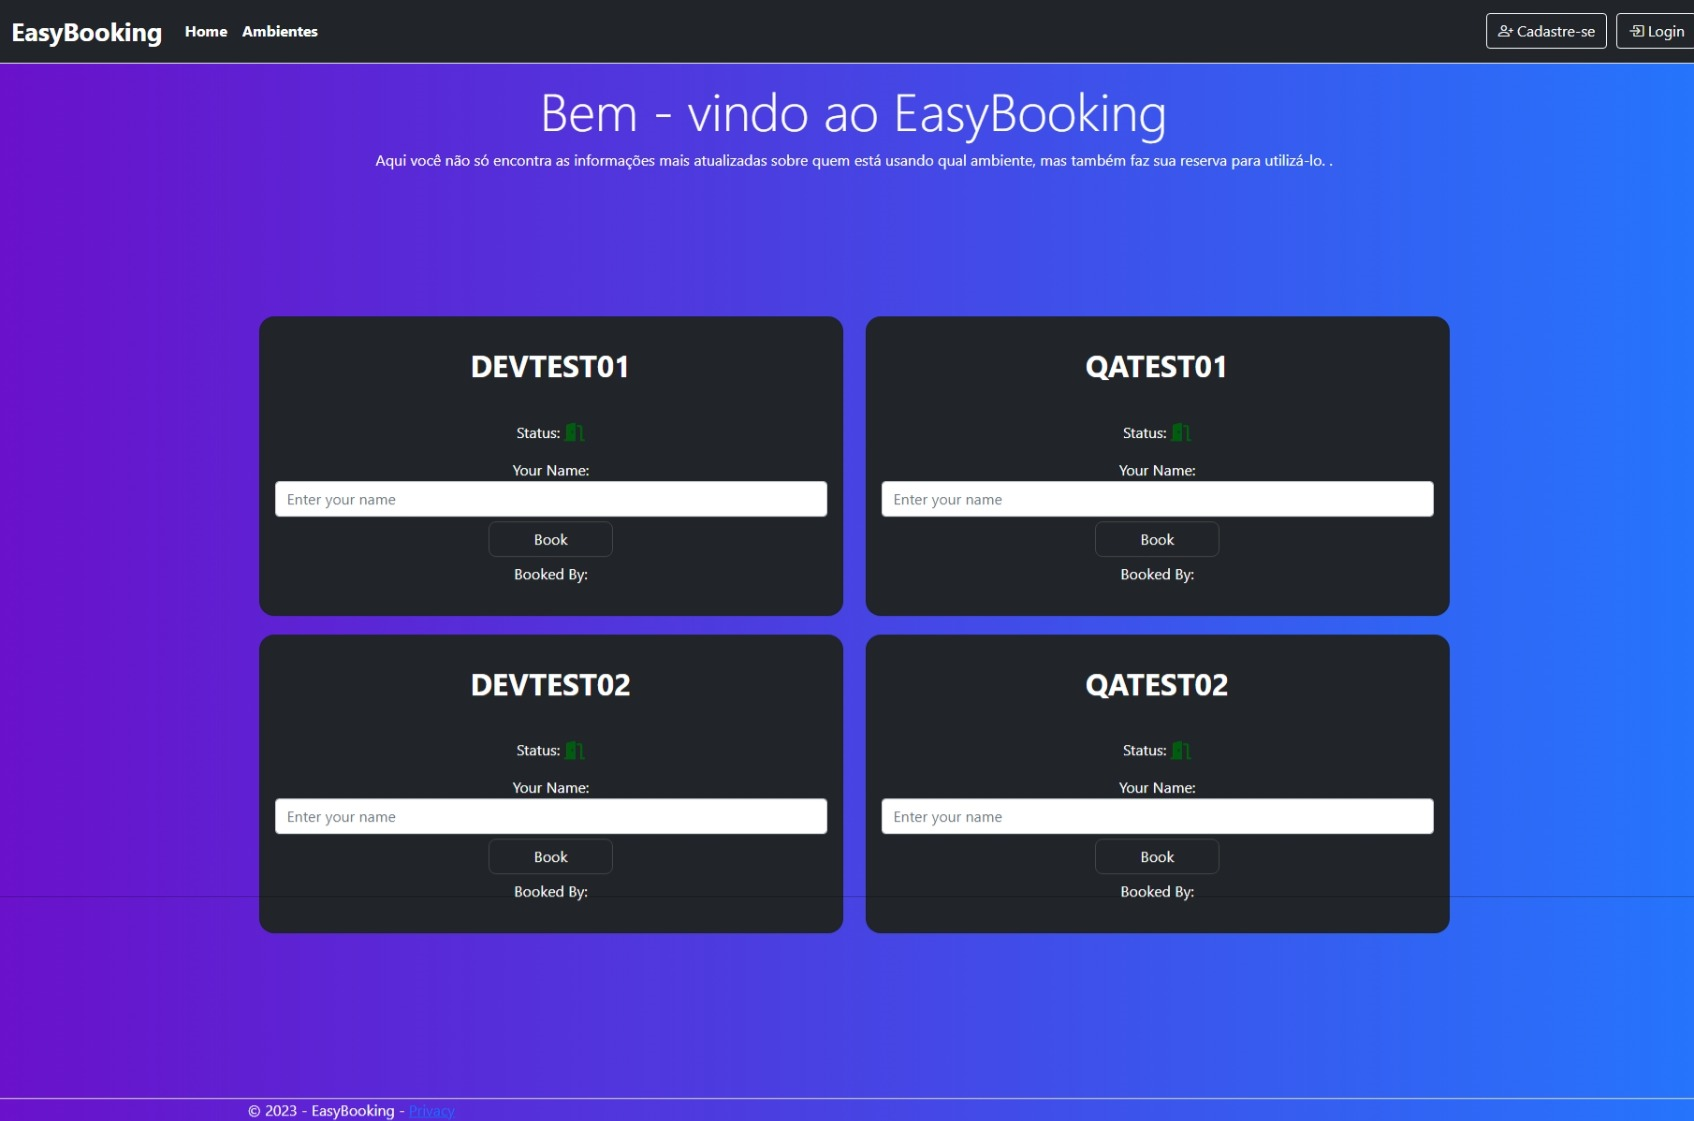 EasyBooking Home Ambientes Cadastre-se Login
Bem - vindo ao EasyBooking
Aqui você não só encontra as informações mais atualizadas sobre quem está usando qual ambiente, mas também faz sua reserva para utilizá-lo. .
DEVTEST01
Status:
Your Name:
Enter your name
Book
Booked By:
QATEST01
Status:
Your Name:
Enter your name
Book
Booked By:
DEVTEST02
Status:
Your Name:
Enter your name
Book
Booked By:
QATEST02
Status:
Your Name:
Enter your name
Book
Booked By:
© 2023 - EasyBooking - Privacy